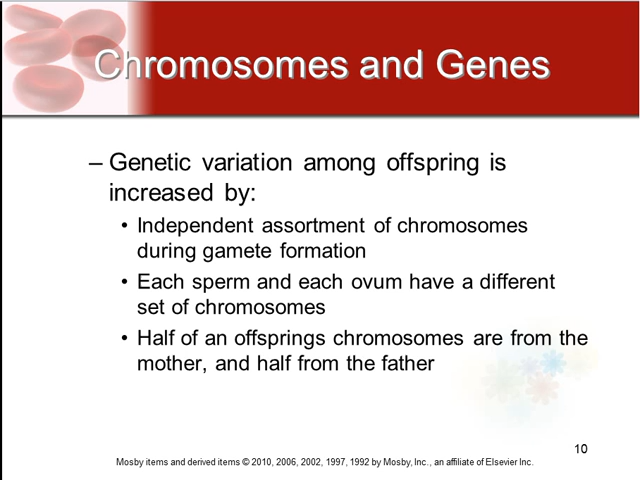 Chromosomes and Genes
– Genetic variation among offspring is
increased by:
• Independent assortment of chromosomes
during gamete formation
• Each sperm and each ovum have a different
set of chromosomes
• Half of an offsprings chromosomes are from the
mother, and half from the father
10
Mosby items and derived items © 2010, 2006, 2002, 1997, 1992 by Mosby, Inc., an affiliate of Elsevier Inc.